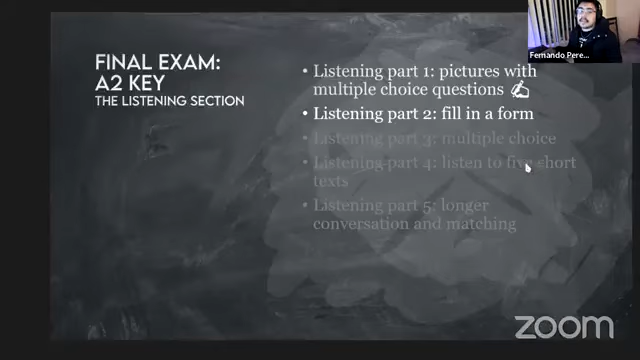 FINAL EXAM:
A2 KEY
THE LISTENING SECTION
• Listening part 1: pictures with
multiple choice questions ✍
• Listening part 2: fill in a form
• Listening part 3: multiple choice
• Listening part 4: listen to five short
texts
• Listening part 5: longer
conversation and matching
Fernando Pere...
zoom